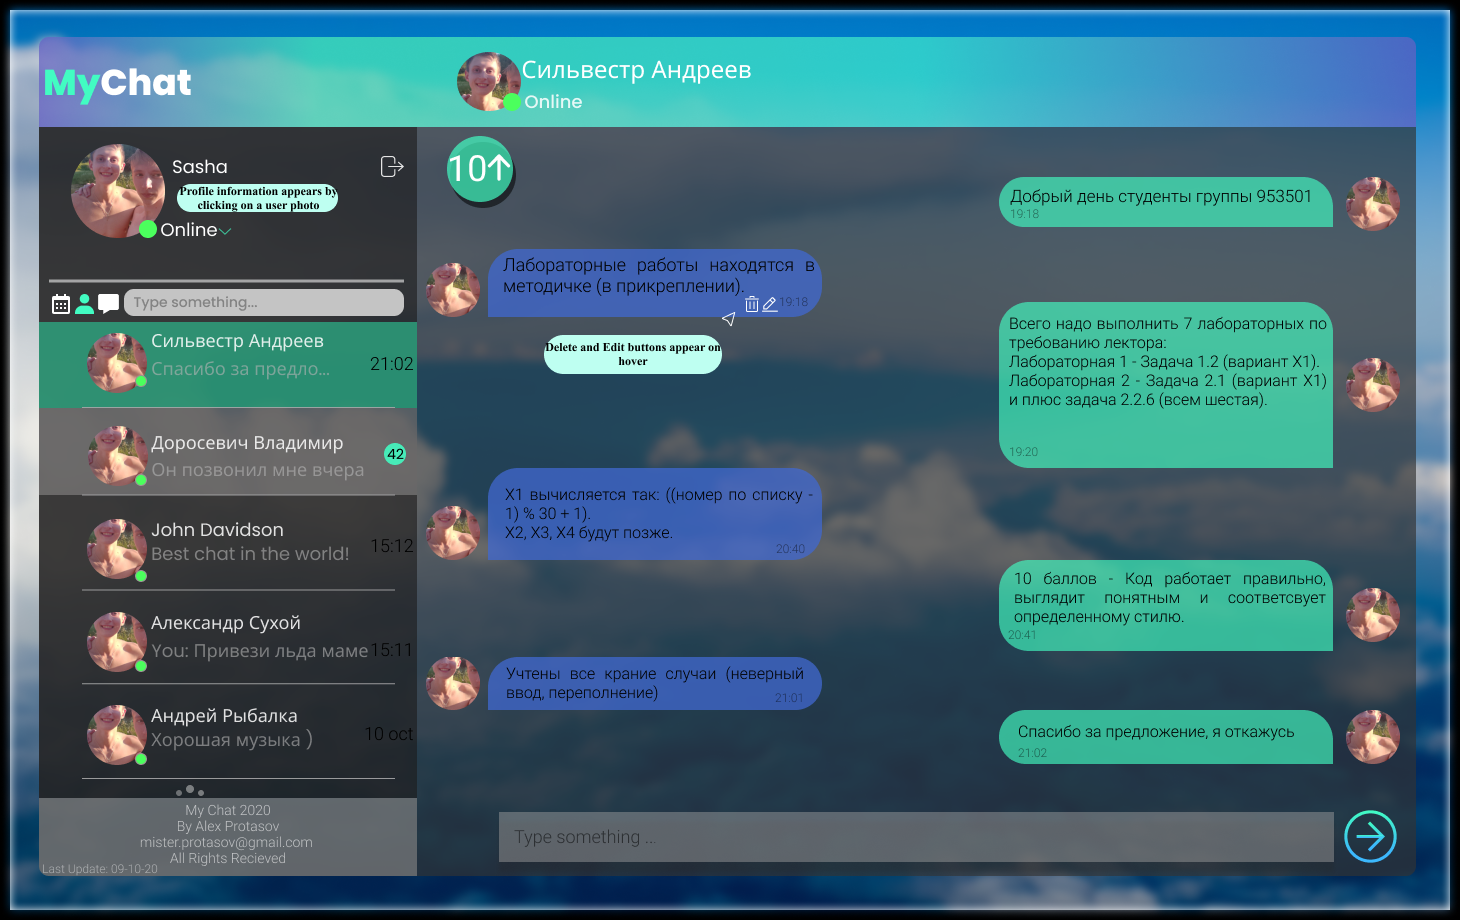 MyChat
Сильвестр Андреев
Online
Sasha
Profile information appears by
clicking on a user photo
Online
Type something...
Сильвестр Андреев
Спасибо за предло...
21:02
Доросевич Владимир
Он позвонил мне вчера
42
John Davidson
Best chat in the world!
15:12
Александр Сухой
You: Привези льда маме
15:11
Андрей Рыбалка
Хорошая музыка )
10 oct
My Chat 2020
By Alex Protasov
mister.protasov@gmail.com
All Rights Recieved
Last Update: 09-10-20
10↑
Добрый день студенты группы 953501
19:18
Лабораторные работы находятся в
методичке (в прикреплении).
19:18
Delete and Edit buttons appear on
hover
Всего надо выполнить 7 лабораторных по
требованию лектора:
Лабораторная 1 - Задача 1.2 (вариант X1).
Лабораторная 2 - Задача 2.1 (вариант X1)
и плюс задача 2.2.6 (всем шестая).
19:20
X1 вычисляется так: ((номер по списку -
1) % 30 + 1).
X2, X3, X4 будут позже.
20:40
10 баллов - Код работает правильно,
выглядит понятным и соответсвует
определенному стилю.
20:41
Учтены все крание случаи (неверный
ввод, переполнение)
21:01
Спасибо за предложение, я откажусь
21:02
Type something ...